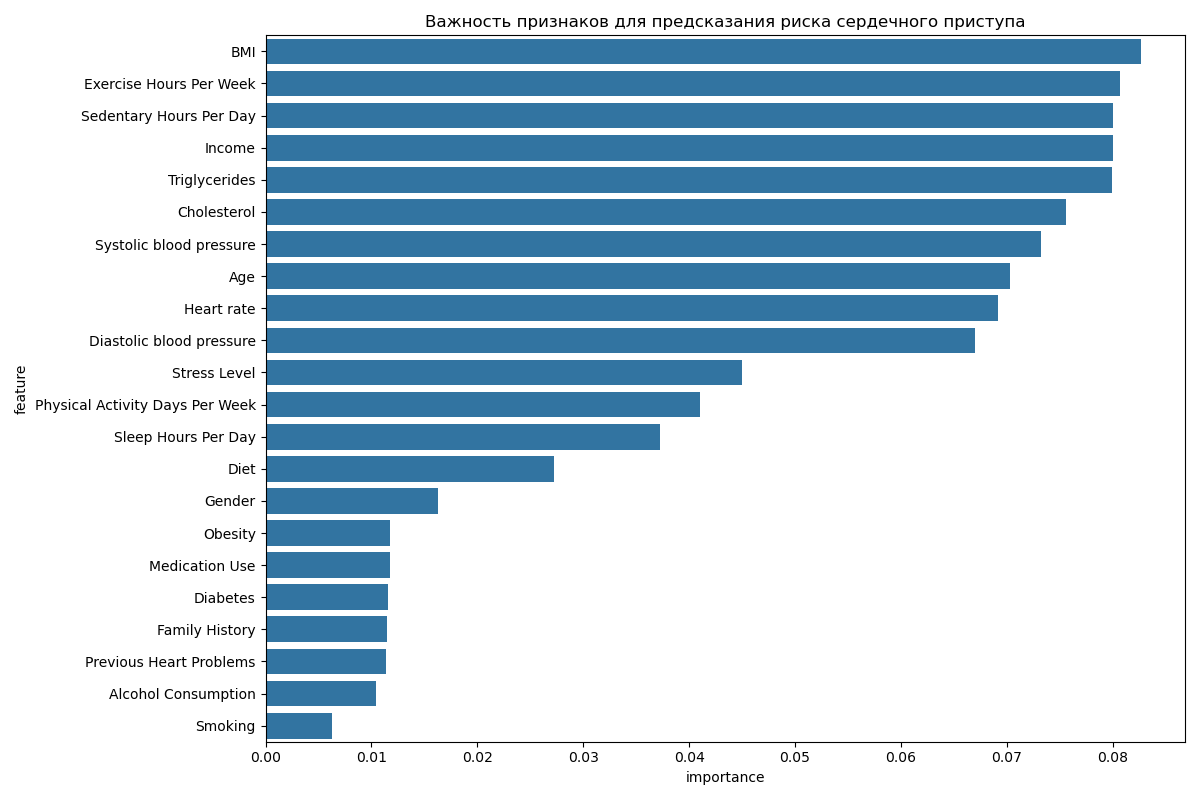 Важность признаков для предсказания риска сердечного приступа
BMI
Exercise Hours Per Week
Sedentary Hours Per Day
Income
Triglycerides
Cholesterol
Systolic blood pressure
Age
Heart rate
Diastolic blood pressure
Stress Level
Physical Activity Days Per Week
Sleep Hours Per Day
Diet
Gender
Obesity
Medication Use
Diabetes
Family History
Previous Heart Problems
Alcohol Consumption
Smoking
feature
0.00 0.01 0.02 0.03 0.04 0.05 0.06 0.07 0.08
importance